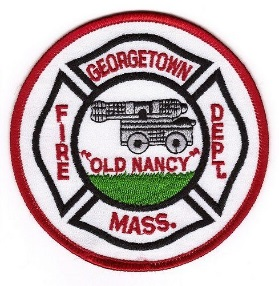 GEORGETOWN
FIRE
DEPT.
"OLD NANCY"
MASS.